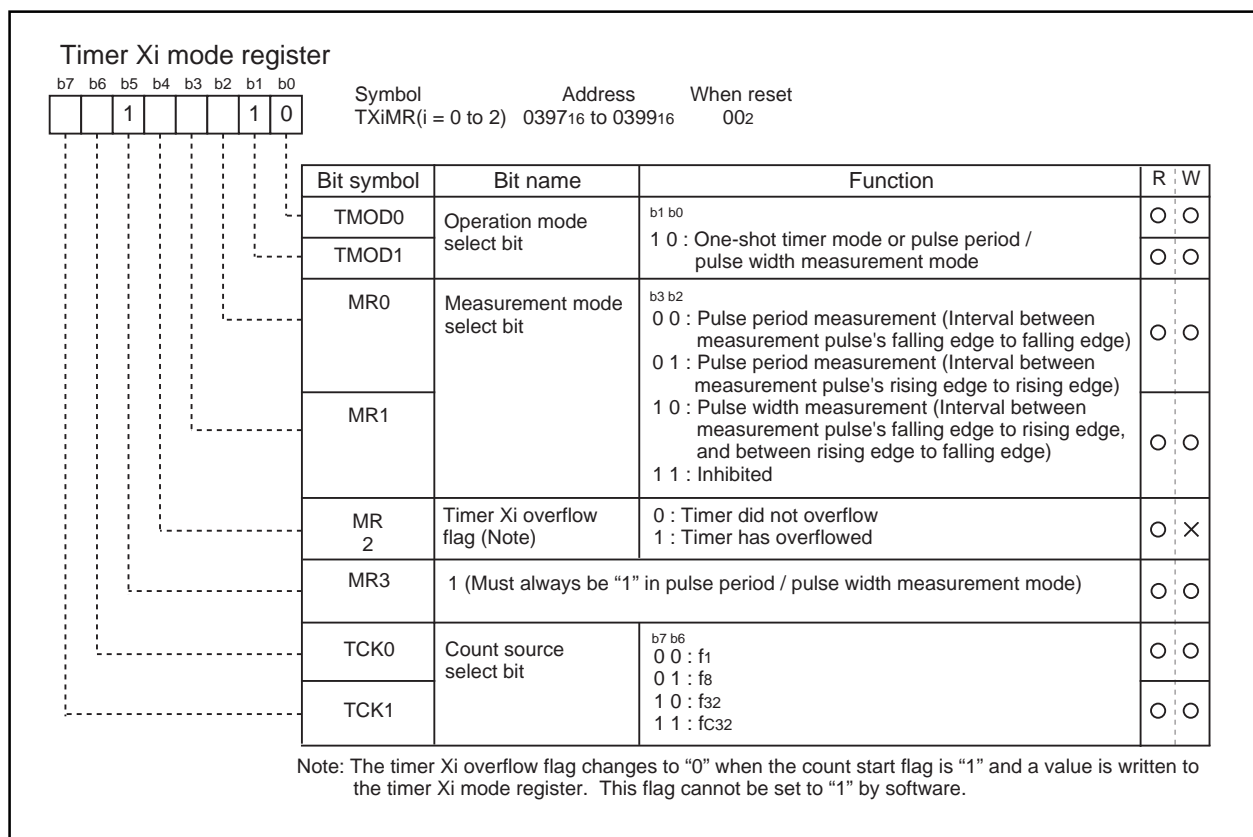 Timer Xi mode register
b7 b6 b5 b4 b3 b2 b1 b0
1 1 0
Symbol Address When reset
TXiMR(i = 0 to 2) 039716 to 039916 002
Bit symbol Bit name Function R W
TMOD0
TMOD1
Operation mode
select bit
b1 b0
1 0 : One-shot timer mode or pulse period /
pulse width measurement mode
MR0
MR1
Measurement mode
select bit
b3 b2
0 0 : Pulse period measurement (Interval between
measurement pulse's falling edge to falling edge)
0 1 : Pulse period measurement (Interval between
measurement pulse's rising edge to rising edge)
1 0 : Pulse width measurement (Interval between
measurement pulse's falling edge to rising edge,
and between rising edge to falling edge)
1 1 : Inhibited
MR
2
Timer Xi overflow
flag (Note)
0 : Timer did not overflow
1 : Timer has overflowed
MR3 1 (Must always be “1” in pulse period / pulse width measurement mode)
TCK0
TCK1
Count source
select bit
b7 b6
0 0 : f1
0 1 : f8
1 0 : f32
1 1 : fC32
Note: The timer Xi overflow flag changes to “0” when the count start flag is “1” and a value is written to
the timer Xi mode register. This flag cannot be set to “1” by software.